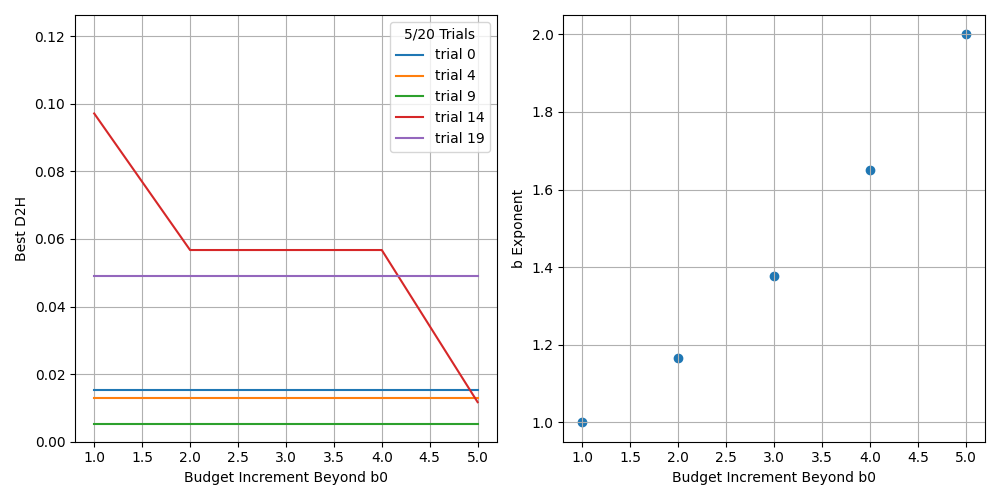 0.12
0.10
0.08
0.06
0.04
0.02
0.00
Best D2H
1.0 1.5 2.0 2.5 3.0 3.5 4.0 4.5 5.0
Budget Increment Beyond b0
5/20 Trials
trial 0
trial 4
trial 9
trial 14
trial 19
2.0
1.8
1.6
1.4
1.2
1.0
b Exponent
1.0 1.5 2.0 2.5 3.0 3.5 4.0 4.5 5.0
Budget Increment Beyond b0